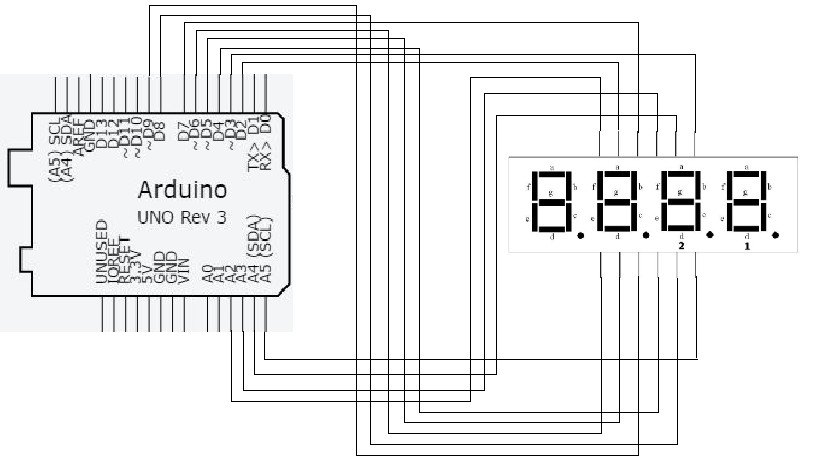 (A5) SCL
(A4) SDA
AREF
GND
D13
D12
~ D11
~ D10
~ D9
D8
D7
~ D6
~ D5
D4
~ D3
D2
TX> D1
RX> D0
Arduino
UNO Rev 3
UNUSED
IOREF
RESET
3.3V
5V
GND
GND
VIN
A0
A1
A2
A3
A4 (SDA)
A5 (SCL)
a
f g b
e c
d
a
f g b
e c
d
a
f g b
e c
d
2
a
f g b
e c
d
1